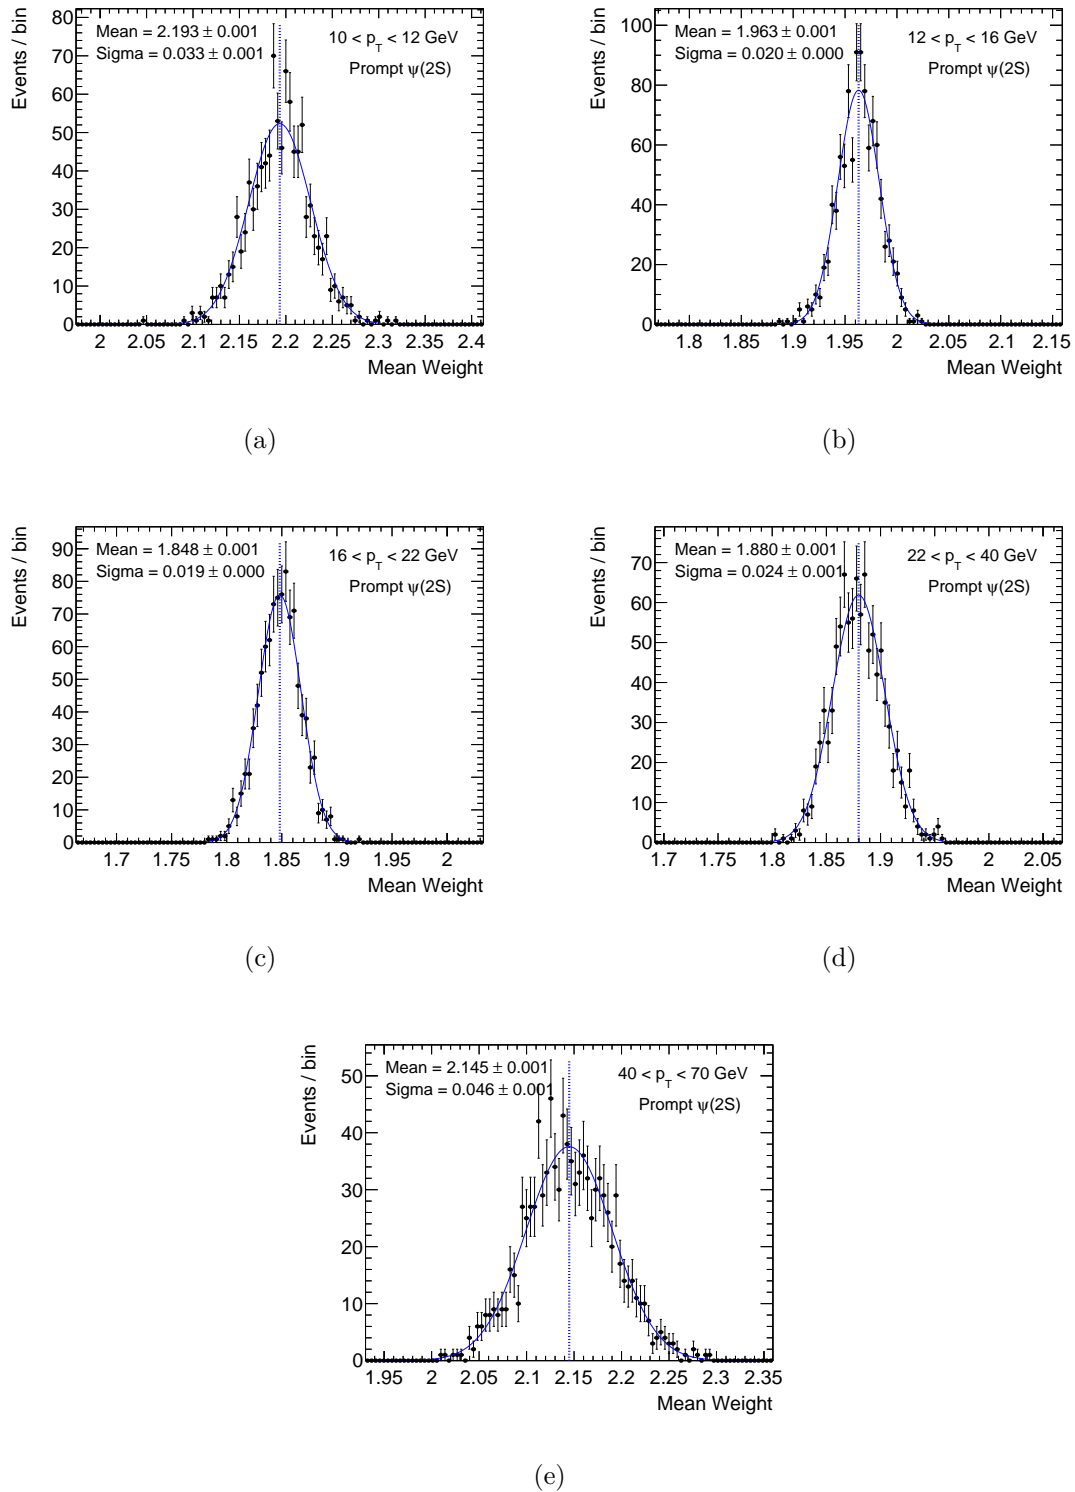 Events / bin
80
70
60
50
40
30
20
10
0
Mean = 2.193 ± 0.001
Sigma = 0.033 ± 0.001
10 < p_T < 12 GeV
Prompt ψ(2S)
2 2.05 2.1 2.15 2.2 2.25 2.3 2.35 2.4
Mean Weight
(a)
Events / bin
100
80
60
40
20
0
Mean = 1.963 ± 0.001
Sigma = 0.020 ± 0.000
12 < p_T < 16 GeV
Prompt ψ(2S)
1.8 1.85 1.9 1.95 2 2.05 2.1 2.15
Mean Weight
(b)
Events / bin
90
80
70
60
50
40
30
20
10
0
Mean = 1.848 ± 0.001
Sigma = 0.019 ± 0.000
16 < p_T < 22 GeV
Prompt ψ(2S)
1.7 1.75 1.8 1.85 1.9 1.95 2
Mean Weight
(c)
Events / bin
70
60
50
40
30
20
10
0
Mean = 1.880 ± 0.001
Sigma = 0.024 ± 0.001
22 < p_T < 40 GeV
Prompt ψ(2S)
1.7 1.75 1.8 1.85 1.9 1.95 2 2.05
Mean Weight
(d)
Events / bin
50
40
30
20
10
0
Mean = 2.145 ± 0.001
Sigma = 0.046 ± 0.001
40 < p_T < 70 GeV
Prompt ψ(2S)
1.95 2 2.05 2.1 2.15 2.2 2.25 2.3 2.35
Mean Weight
(e)